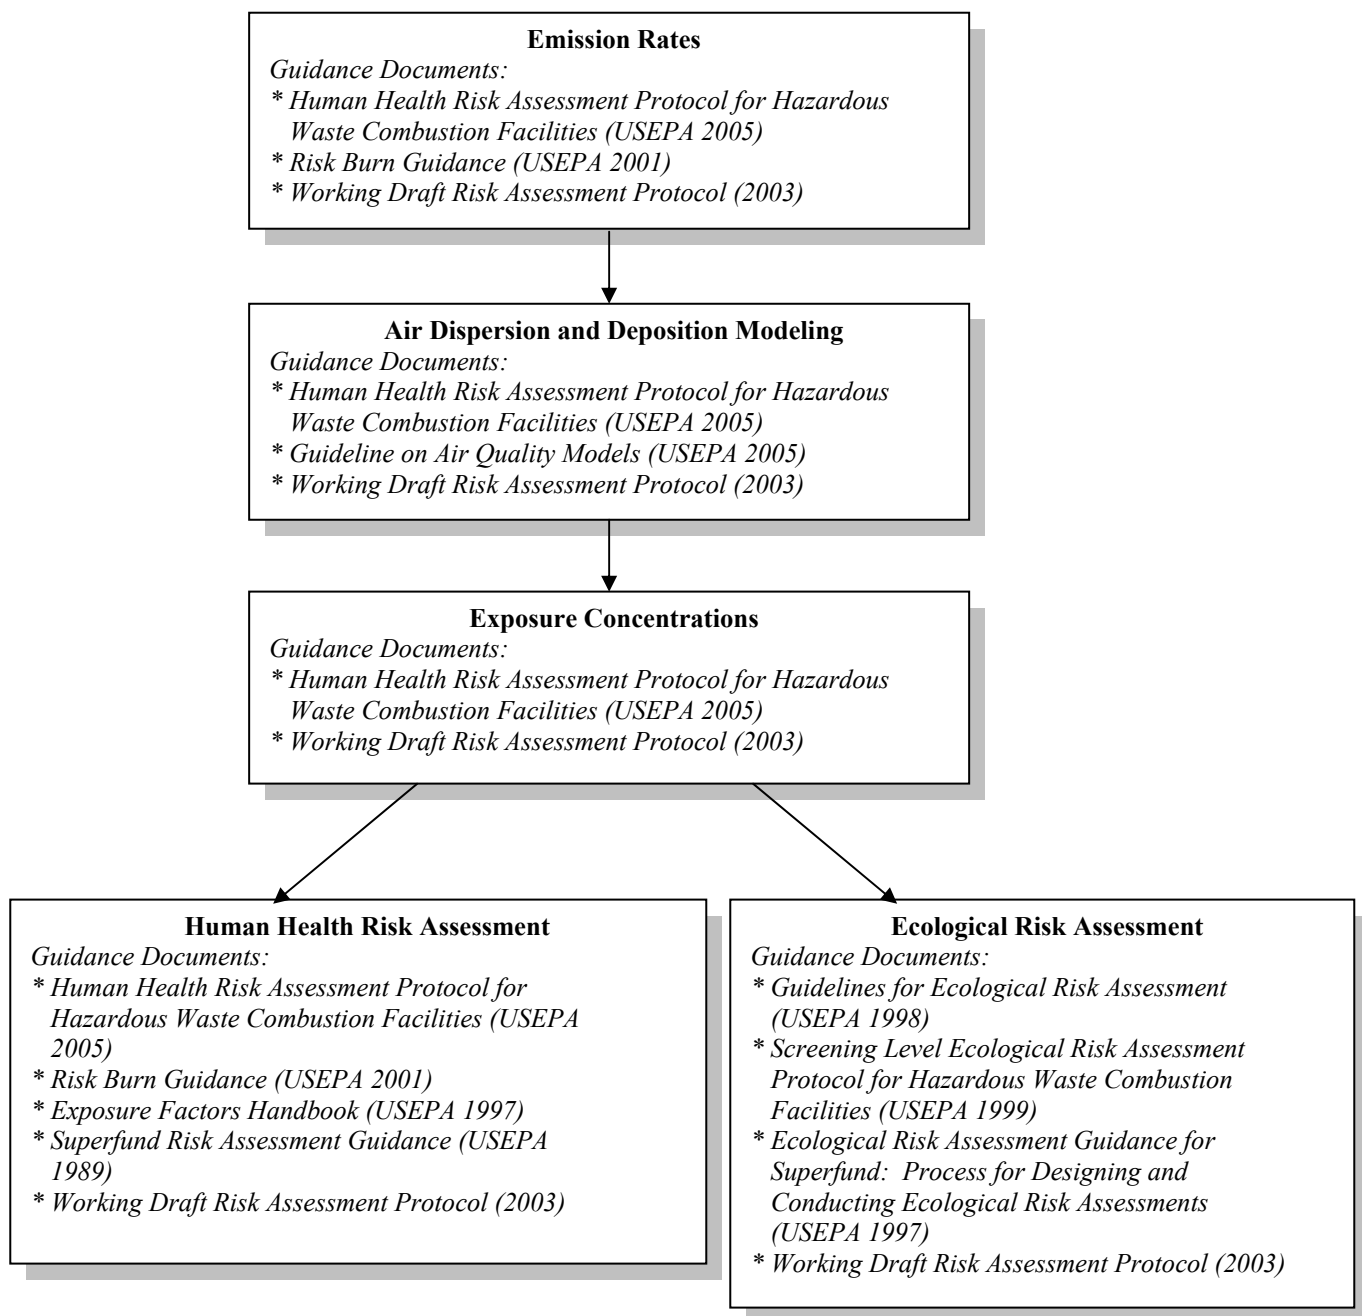 Emission Rates
Guidance Documents:
* Human Health Risk Assessment Protocol for Hazardous
Waste Combustion Facilities (USEPA 2005)
* Risk Burn Guidance (USEPA 2001)
* Working Draft Risk Assessment Protocol (2003)
Air Dispersion and Deposition Modeling
Guidance Documents:
* Human Health Risk Assessment Protocol for Hazardous
Waste Combustion Facilities (USEPA 2005)
* Guideline on Air Quality Models (USEPA 2005)
* Working Draft Risk Assessment Protocol (2003)
Exposure Concentrations
Guidance Documents:
* Human Health Risk Assessment Protocol for Hazardous
Waste Combustion Facilities (USEPA 2005)
* Working Draft Risk Assessment Protocol (2003)
Human Health Risk Assessment
Guidance Documents:
* Human Health Risk Assessment Protocol for
Hazardous Waste Combustion Facilities (USEPA
2005)
* Risk Burn Guidance (USEPA 2001)
* Exposure Factors Handbook (USEPA 1997)
* Superfund Risk Assessment Guidance (USEPA
1989)
* Working Draft Risk Assessment Protocol (2003)
Ecological Risk Assessment
Guidance Documents:
* Guidelines for Ecological Risk Assessment
(USEPA 1998)
* Screening Level Ecological Risk Assessment
Protocol for Hazardous Waste Combustion
Facilities (USEPA 1999)
* Ecological Risk Assessment Guidance for
Superfund:  Process for Designing and
Conducting Ecological Risk Assessments
(USEPA 1997)
* Working Draft Risk Assessment Protocol (2003)